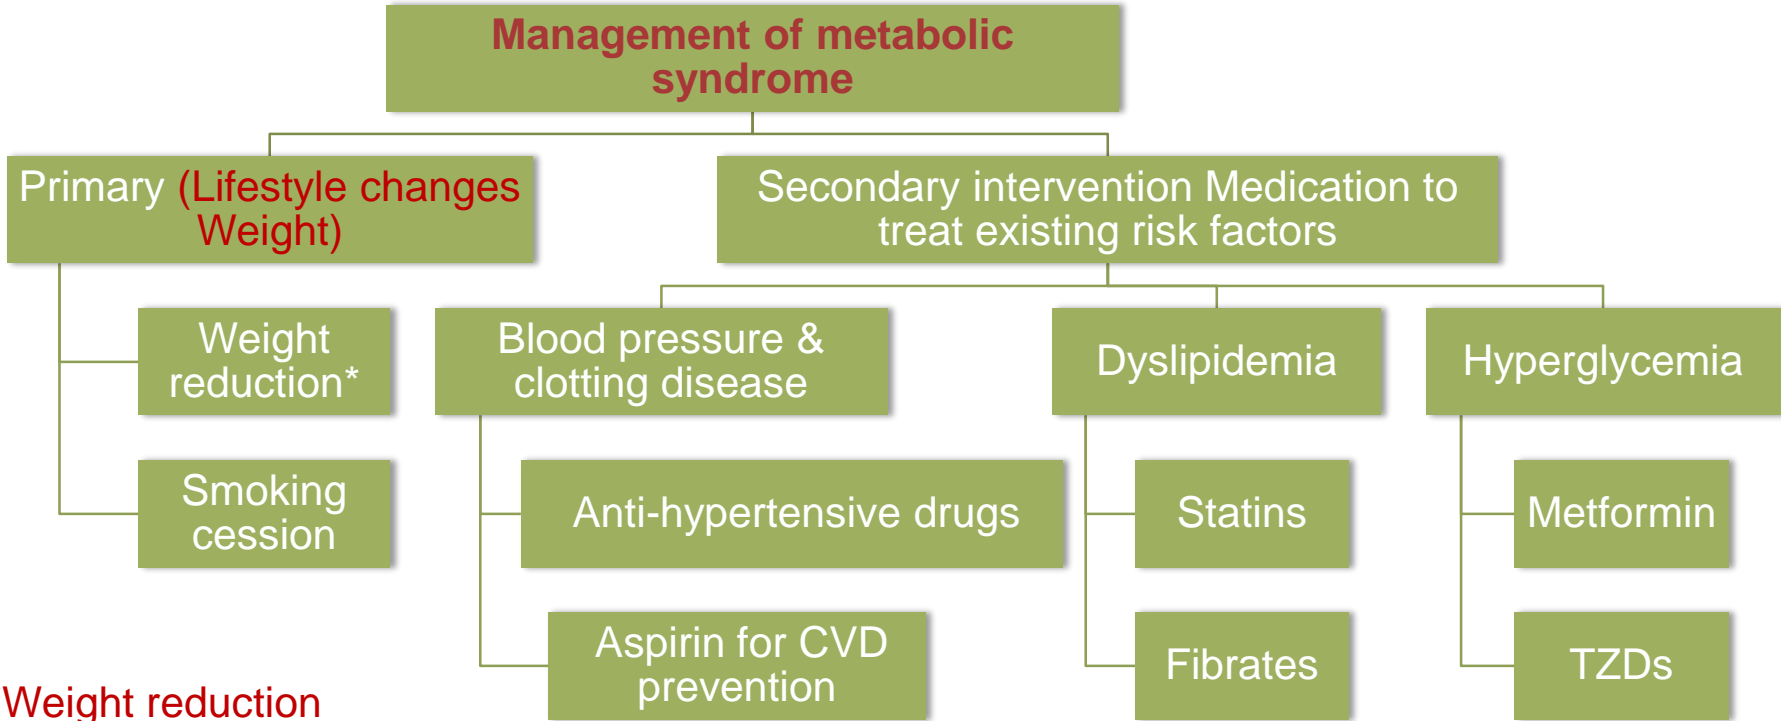 Management of metabolic
syndrome
Primary (Lifestyle changes
Weight)
Secondary intervention Medication to
treat existing risk factors
Weight
reduction*
Smoking
cession
Blood pressure &
clotting disease
Anti-hypertensive drugs
Aspirin for CVD
prevention
Dyslipidemia
Statins
Fibrates
Hyperglycemia
Metformin
TZDs
Weight reduction